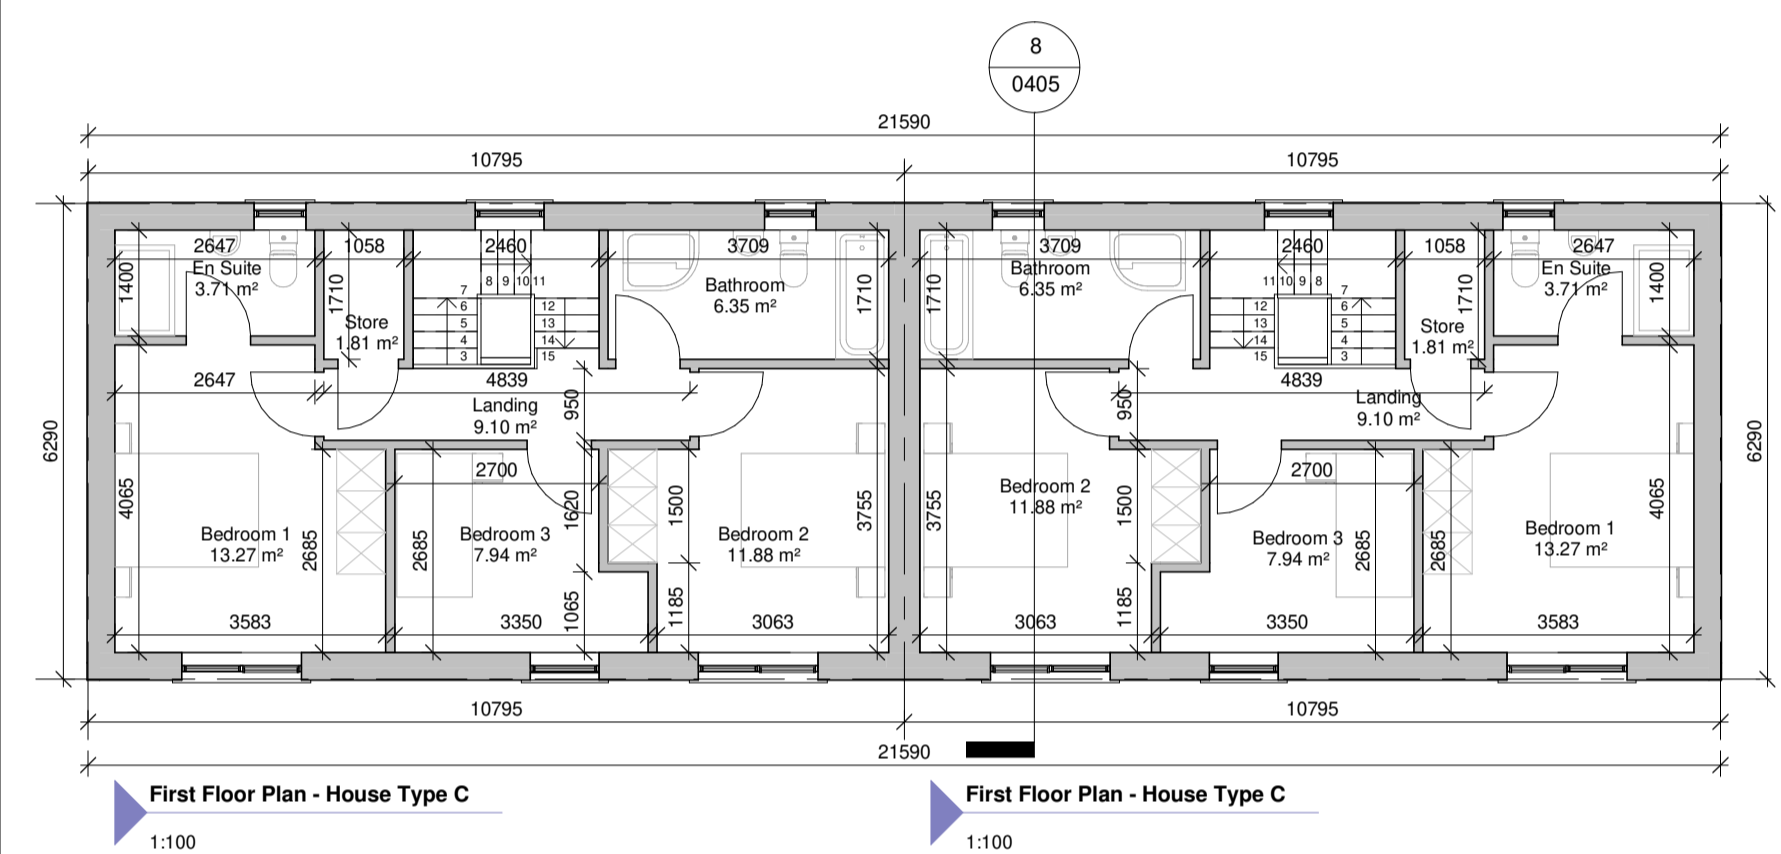 8
0405
21590
10795 10795
2647 1058 2460 3709 3709 2460 1058 2647
En Suite
3.71 m²
1400
1710
Store
1.81 m²
8 9 10 11
7
6
5
4
3
12
13
14
15
Bathroom
6.35 m²
1710
1710
Bathroom
6.35 m²
11 10 9 8
12
13
14
15
7
6
5
4
3
1710
Store
1.81 m²
En Suite
3.71 m²
1400
2647 4839 4839
Landing
9.10 m²
950
950
Landing
9.10 m²
6290
6290
4065
Bedroom 1
13.27 m²
2685
2685
2700
Bedroom 3
7.94 m²
1620
1065
1500
1185
Bedroom 2
11.88 m²
3755
3755
Bedroom 2
11.88 m²
1500
1185
2700
Bedroom 3
7.94 m²
2685
2685
Bedroom 1
13.27 m²
4065
3583 3350 3063 3063 3350 3583
10795 10795
21590
First Floor Plan - House Type C
1:100
First Floor Plan - House Type C
1:100